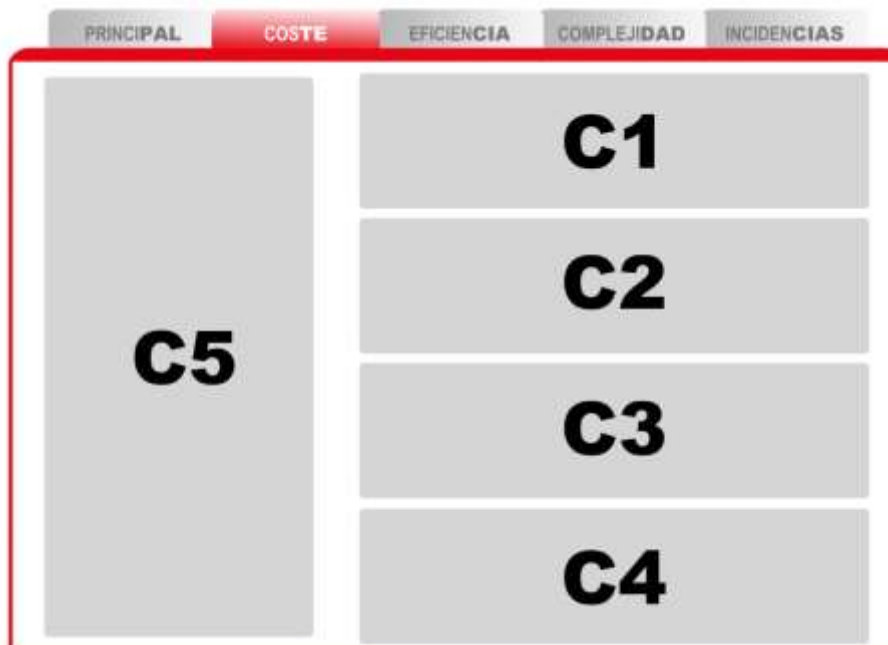 PRINCIPAL COSTE EFICIENCIA COMPLEJIDAD INCIDENCIAS
C5
C1
C2
C3
C4